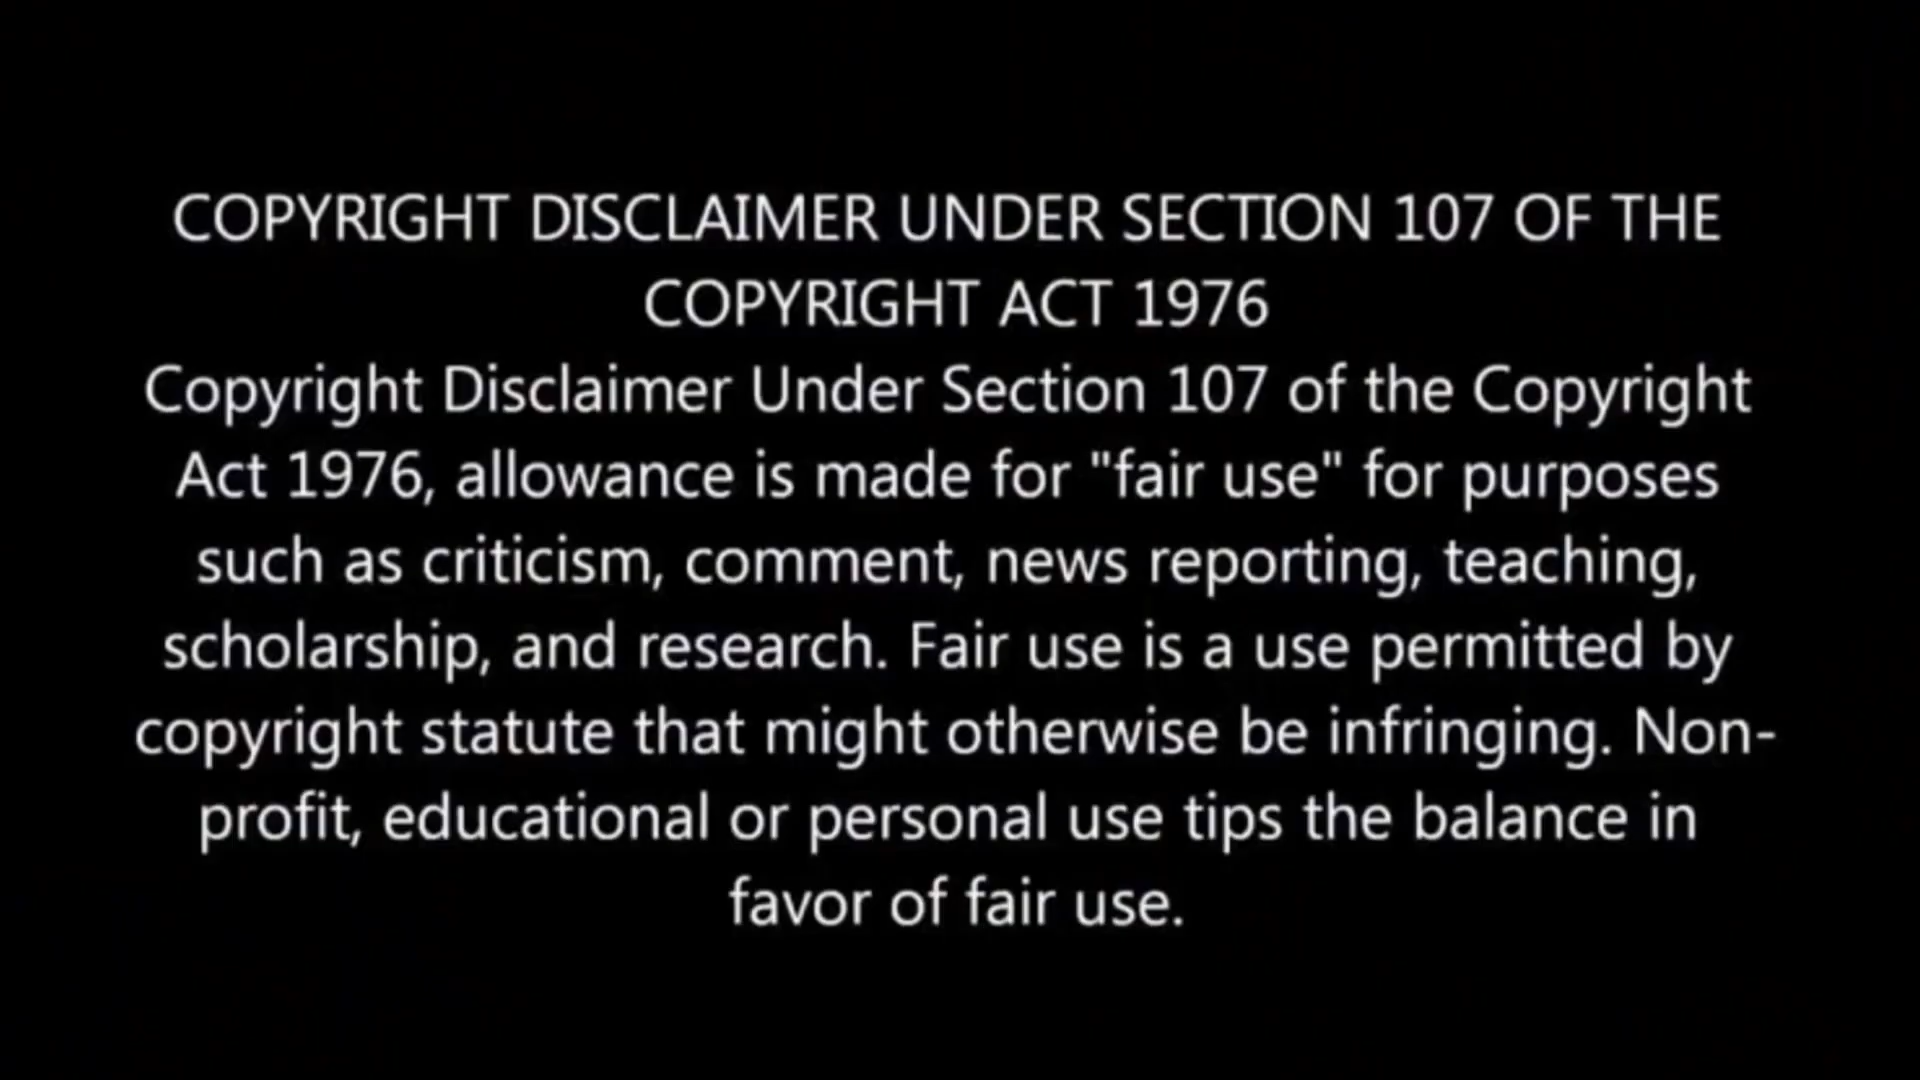 COPYRIGHT DISCLAIMER UNDER SECTION 107 OF THE
COPYRIGHT ACT 1976
Copyright Disclaimer Under Section 107 of the Copyright
Act 1976, allowance is made for "fair use" for purposes
such as criticism, comment, news reporting, teaching,
scholarship, and research. Fair use is a use permitted by
copyright statute that might otherwise be infringing. Non-
profit, educational or personal use tips the balance in
favor of fair use.